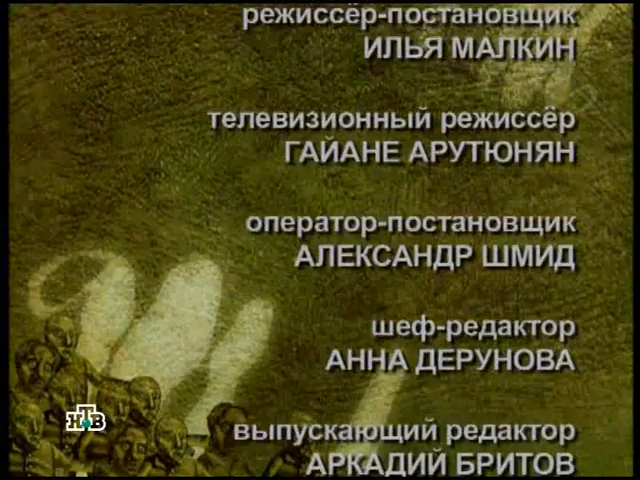 режиссёр-постановщик
ИЛЬЯ МАЛКИН
телевизионный режиссёр
ГАЙАНЕ АРУТЮНЯН
оператор-постановщик
АЛЕКСАНДР ШМИД
шеф-редактор
АННА ДЕРУНОВА
НТВ
выпускающий редактор
АРКАДИЙ БРИТОВ